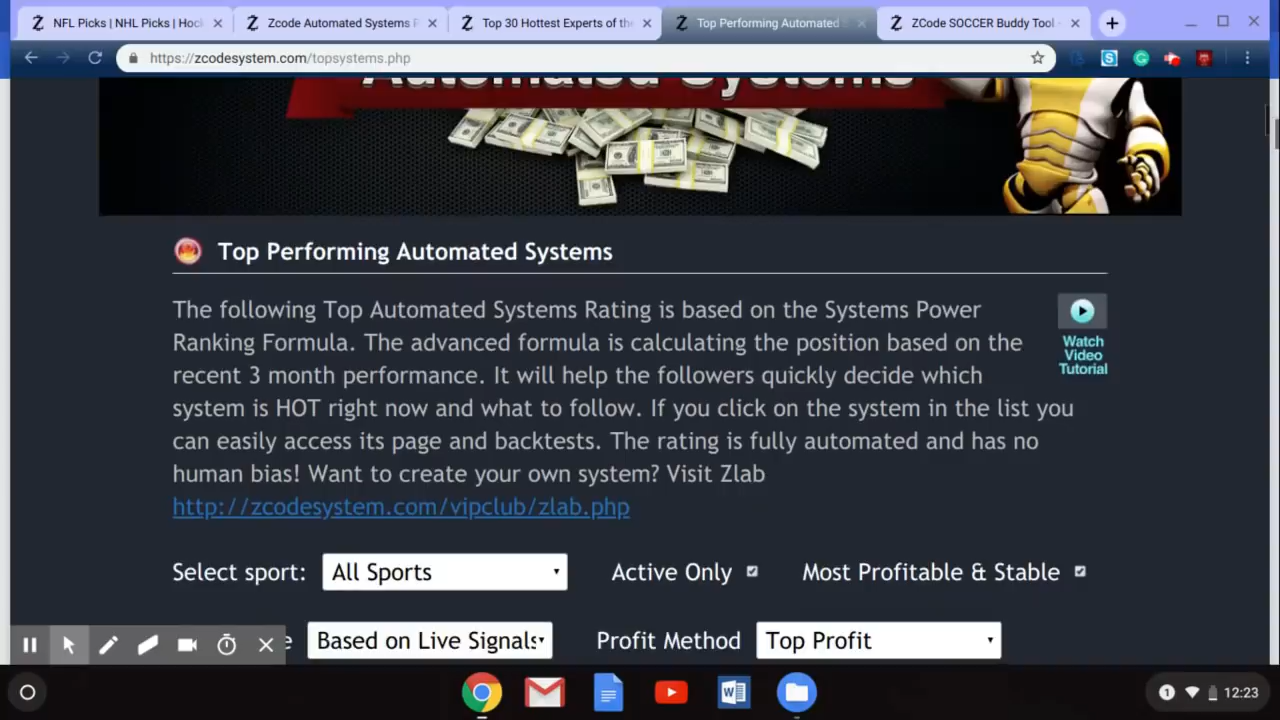 NFL Picks | NHL Picks | Hock
Zcode Automated Systems
Top 30 Hottest Experts of the
Top Performing Automated S
ZCode SOCCER Buddy Tool -
https://zcodesystem.com/topsystems.php
Automated Systems
Top Performing Automated Systems
The following Top Automated Systems Rating is based on the Systems Power
Ranking Formula. The advanced formula is calculating the position based on the
recent 3 month performance. It will help the followers quickly decide which
system is HOT right now and what to follow. If you click on the system in the list you
can easily access its page and backtests. The rating is fully automated and has no
human bias! Want to create your own system? Visit Zlab
http://zcodesystem.com/vipclub/zlab.php
Watch
Video
Tutorial
Select sport: All Sports Active Only Most Profitable & Stable
e Based on Live Signals Profit Method Top Profit
1 12:23